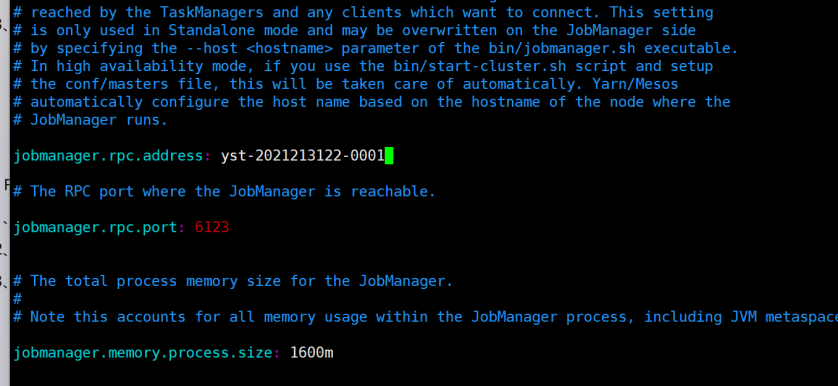 # reached by the TaskManagers and any clients which want to connect. This setting
# is only used in Standalone mode and may be overwritten on the JobManager side
# by specifying the --host <hostname> parameter of the bin/jobmanager.sh executable.
# In high availability mode, if you use the bin/start-cluster.sh script and setup
# the conf/masters file, this will be taken care of automatically. Yarn/Mesos
# automatically configure the host name based on the hostname of the node where the
# JobManager runs.
jobmanager.rpc.address: yst-2021213122-0001
# The RPC port where the JobManager is reachable.
jobmanager.rpc.port: 6123
# The total process memory size for the JobManager.
#
# Note this accounts for all memory usage within the JobManager process, including JVM metaspace
jobmanager.memory.process.size: 1600m